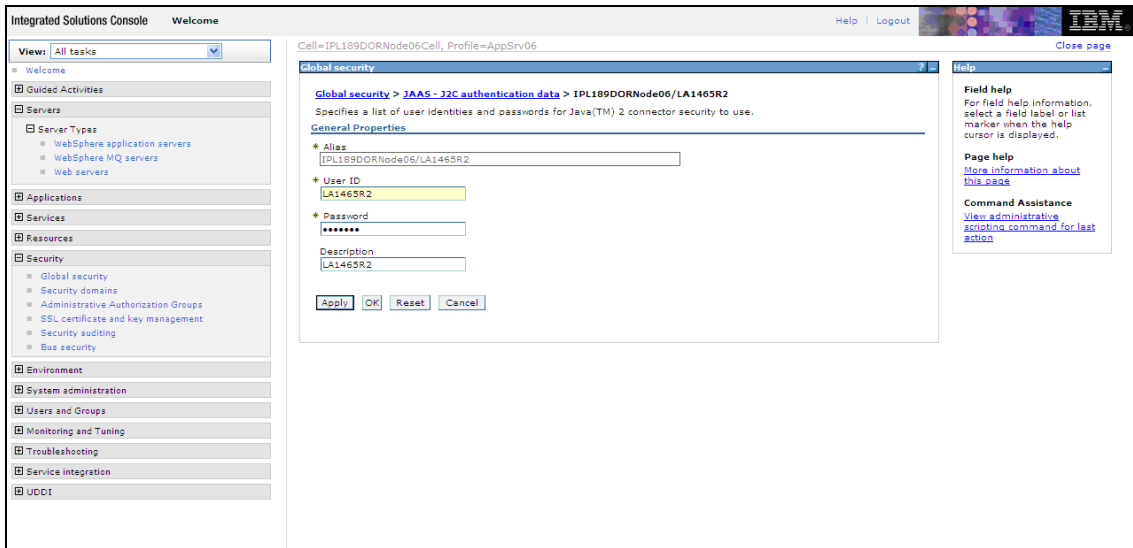 Integrated Solutions Console Welcome
Help | Logout
IBM®
View: All tasks
Welcome
Guided Activities
Servers
Server Types
WebSphere application servers
WebSphere MQ servers
Web servers
Applications
Services
Resources
Security
Global security
Security domains
Administrative Authorization Groups
SSL certificate and key management
Security auditing
Bus security
Environment
System administration
Users and Groups
Monitoring and Tuning
Troubleshooting
Service integration
UDDI
Cell=IPL189DORNode06Cell, Profile=AppSrv06
Close page
Global security ? -
Global security > JAAS - J2C authentication data > IPL189DORNode06/LA1465R2
Specifies a list of user identities and passwords for Java(TM) 2 connector security to use.
General Properties
* Alias
IPL189DORNode06/LA1465R2
* User ID
LA1465R2
* Password
•••••••
Description
LA1465R2
Apply OK Reset Cancel
Help -
Field help
For field help information,
select a field label or list
marker when the help
cursor is displayed.
Page help
More information about
this page
Command Assistance
View administrative
scripting command for last
action